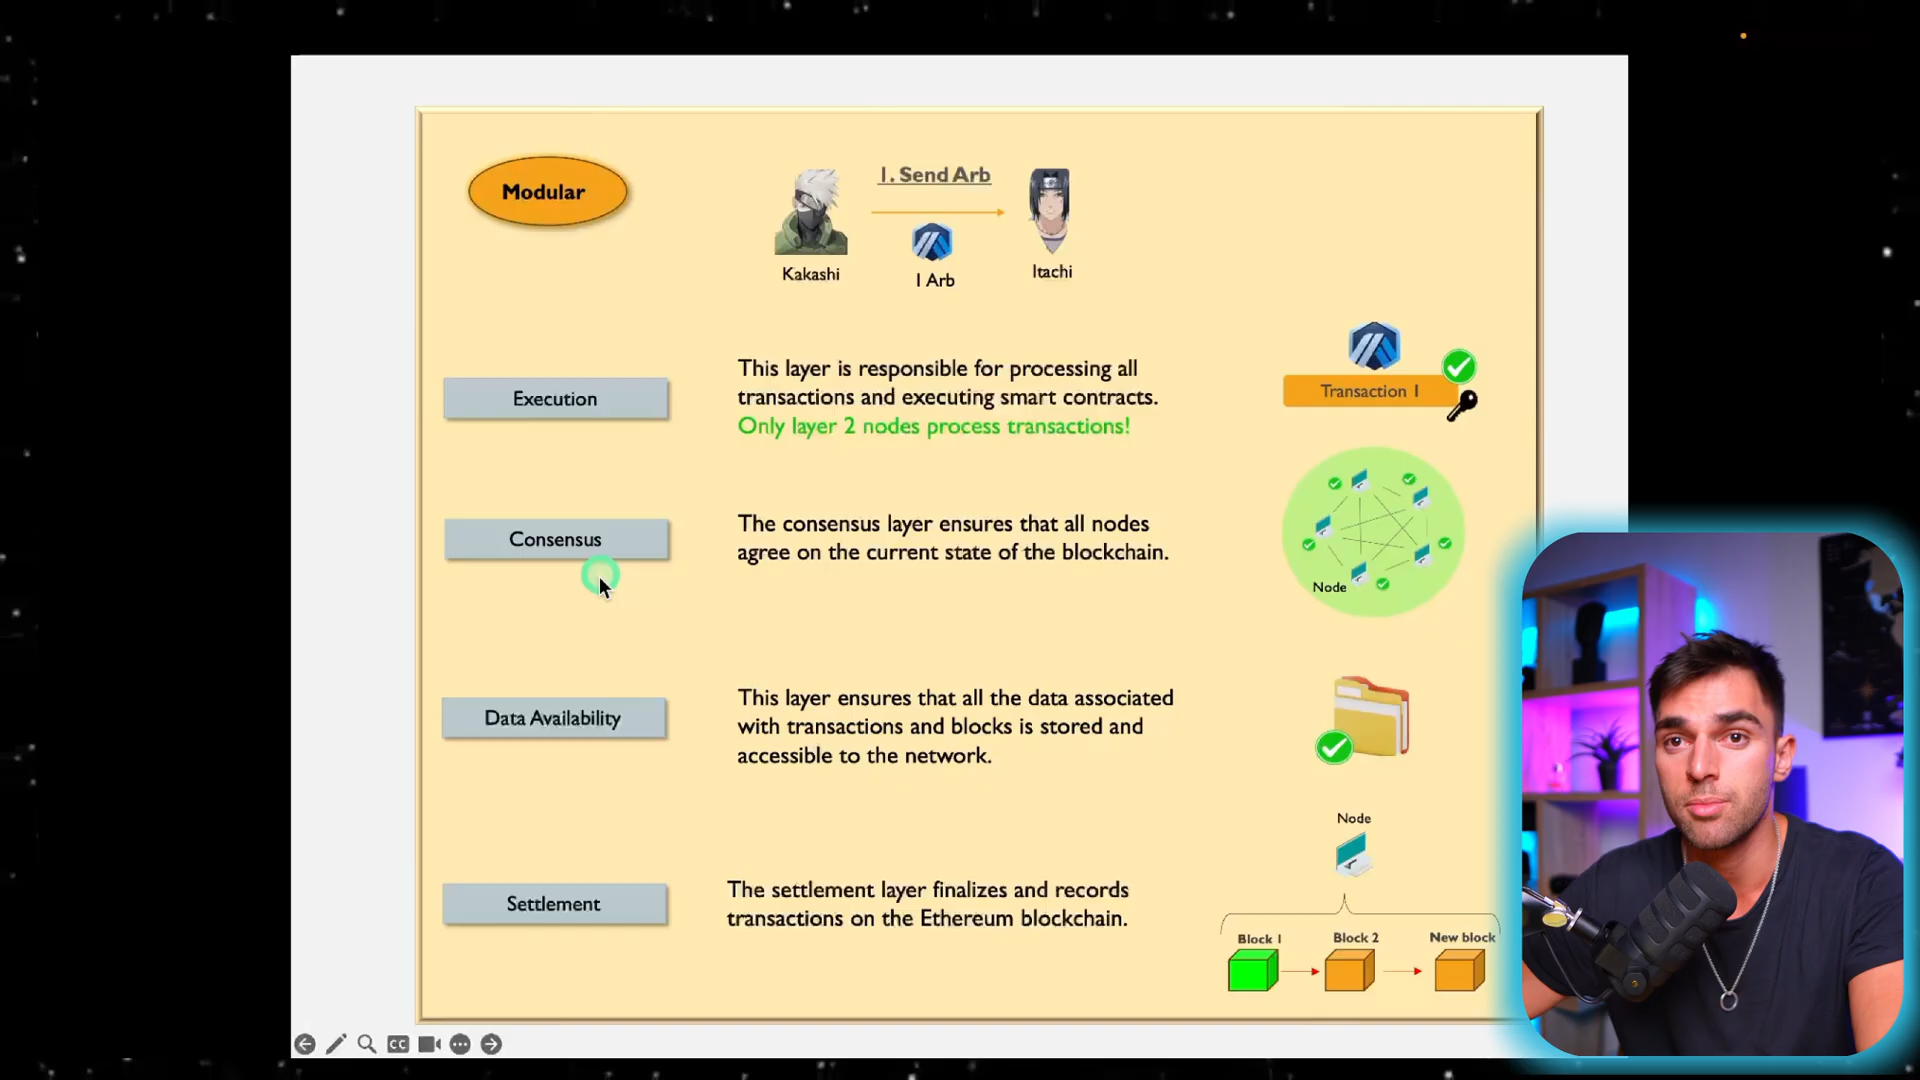 Modular
1. Send Arb
Kakashi
1 Arb
Itachi
Execution
This layer is responsible for processing all
transactions and executing smart contracts.
Only layer 2 nodes process transactions!
Transaction 1
Consensus
The consensus layer ensures that all nodes
agree on the current state of the blockchain.
Node
Data Availability
This layer ensures that all the data associated
with transactions and blocks is stored and
accessible to the network.
Node
Settlement
The settlement layer finalizes and records
transactions on the Ethereum blockchain.
Block 1
Block 2
New block
CC